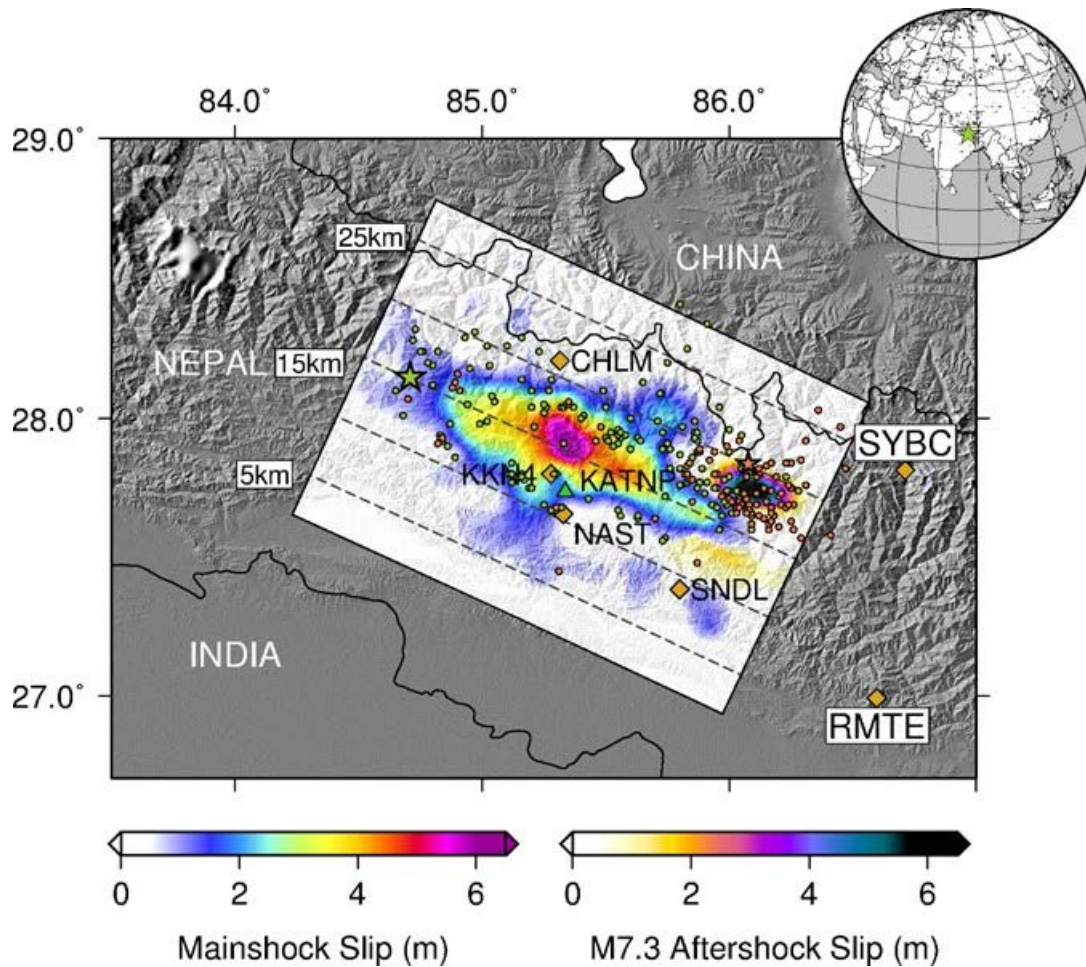 84.0° 85.0° 86.0°
29.0°
25km
CHINA
NEPAL
15km
CHLM
28.0°
SYBC
KKN4
KATNP
5km
NAST
SNDL
INDIA
27.0°
RMTE
0 2 4 6
0 2 4 6
Mainshock Slip (m)
M7.3 Aftershock Slip (m)